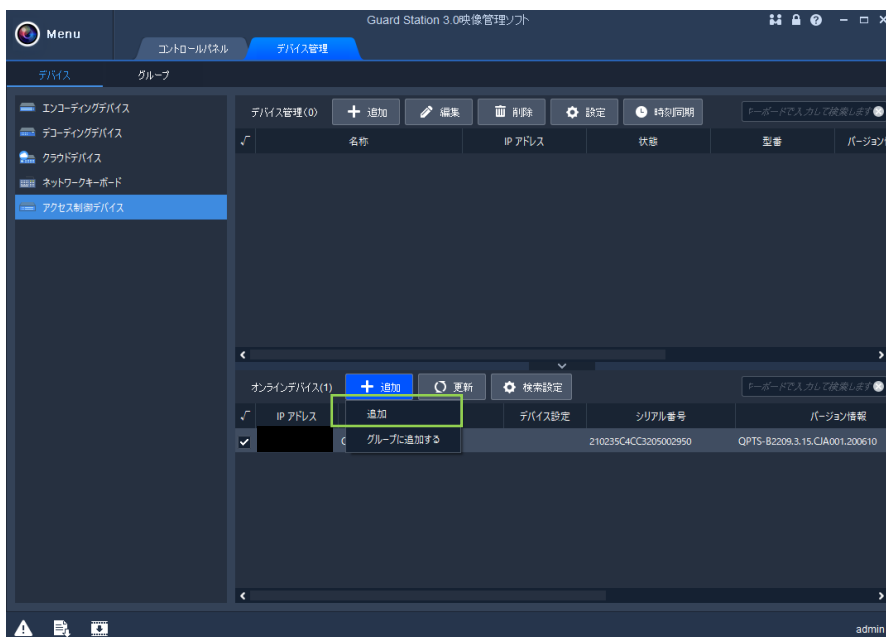 Guard Station 3.0映像管理ソフト
Menu
コントロールパネル
デバイス管理
デバイス
グループ
エンコーディングデバイス
デコーディングデバイス
クラウドデバイス
ネットワークキーボード
アクセス制御デバイス
デバイス管理(0)
追加
編集
削除
設定
時刻同期
キーボードで入力して検索します
√
名称
IP アドレス
状態
型番
バージョン
オンラインデバイス(1)
追加
更新
検索設定
キーボードで入力して検索します
√
IP アドレス
デバイス設定
シリアル番号
バージョン情報
追加
グループに追加する
210235C4CC3205002950
QPTS-B2209.3.15.CJA001.200610
admin